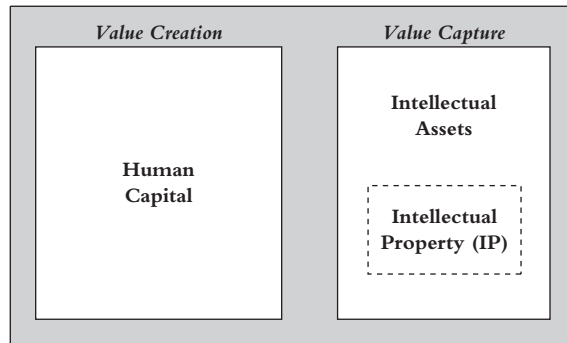 Value Creation
Human
Capital
Value Capture
Intellectual
Assets
Intellectual
Property (IP)